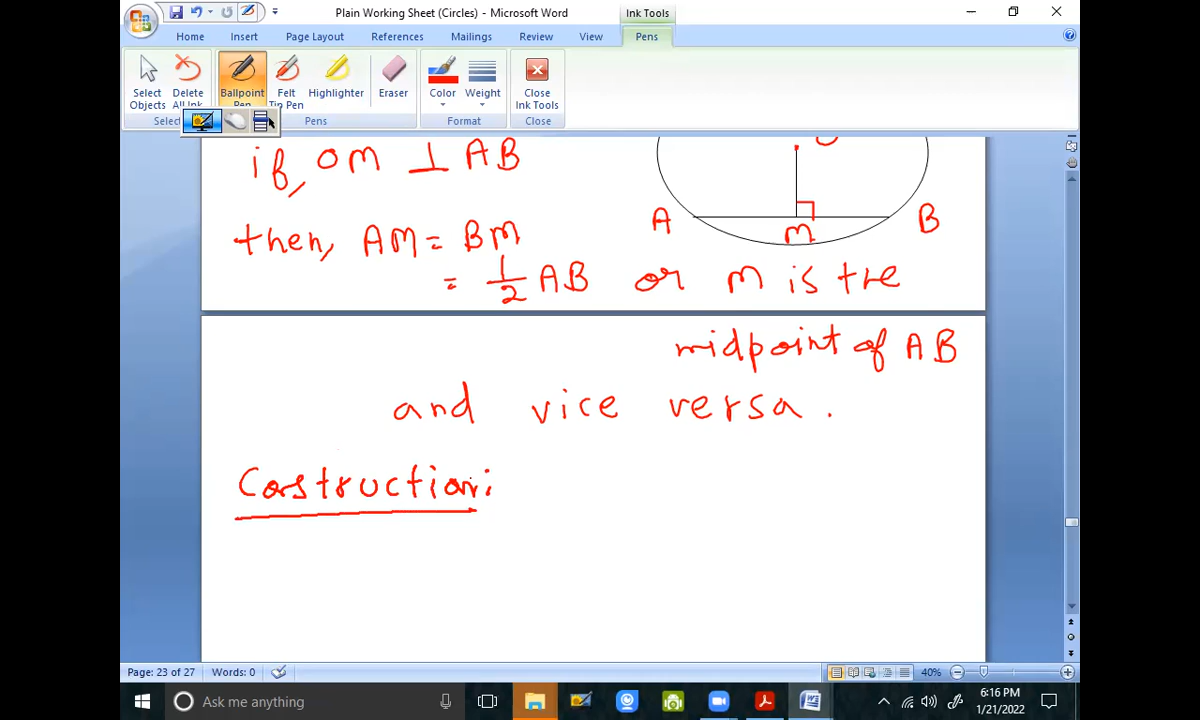 Plain Working Sheet (Circles) - Microsoft Word
Ink Tools
Home Insert Page Layout References Mailings Review View Pens
Select Objects
Delete All Ink
Ballpoint Pen
Felt Tip Pen
Highlighter
Eraser
Color
Weight
Close Ink Tools
Select Pens Format Close
if, OM ⊥ AB
O
A
B
M
then, AM = BM
= 1/2 AB or M is the
midpoint of AB
and vice versa.
Construction:
Page: 23 of 27 Words: 0 40%
Ask me anything
6:16 PM
1/21/2022